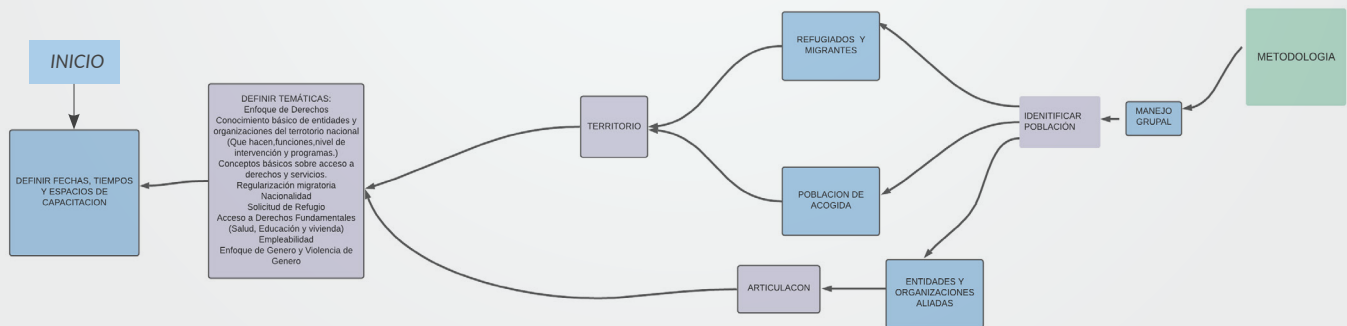 INICIO
DEFINIR FECHAS, TIEMPOS
Y ESPACIOS DE
CAPACITACION
DEFINIR TEMÁTICAS:
Enfoque de Derechos
Conocimiento básico de entidades y
organizaciones del territorio nacional
(Que hacen,funciones,nivel de
intervención y programas.)
Conceptos básicos sobre acceso a
derechos y servicios.
Regularización migratoria
Nacionalidad
Solicitud de Refugio
Acceso a Derechos Fundamentales
(Salud, Educación y vivienda)
Empleabilidad
Enfoque de Genero y Violencia de
Genero
TERRITORIO
ARTICULACON
REFUGIADOS Y
MIGRANTES
POBLACION DE
ACOGIDA
ENTIDADES Y
ORGANIZACIONES
ALIADAS
IDENITIFICAR
POBLACIÓN
MANEJO
GRUPAL
METODOLOGIA